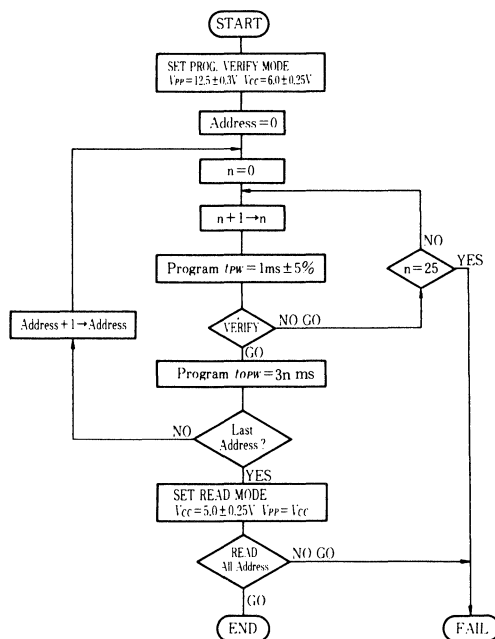 START
SET PROG. VERIFY MODE
VPP=12.5±0.3V VCC=6.0±0.25V
Address=0
n=0
n+1→n
NO
YES
n=25
Program tPW=1ms±5%
Address+1→Address
VERIFY
NO GO
GO
Program tOPW=3n ms
NO
Last
Address?
YES
SET READ MODE
VCC=5.0±0.25V VPP=VCC
READ
All Address
NO GO
GO
END
FAIL